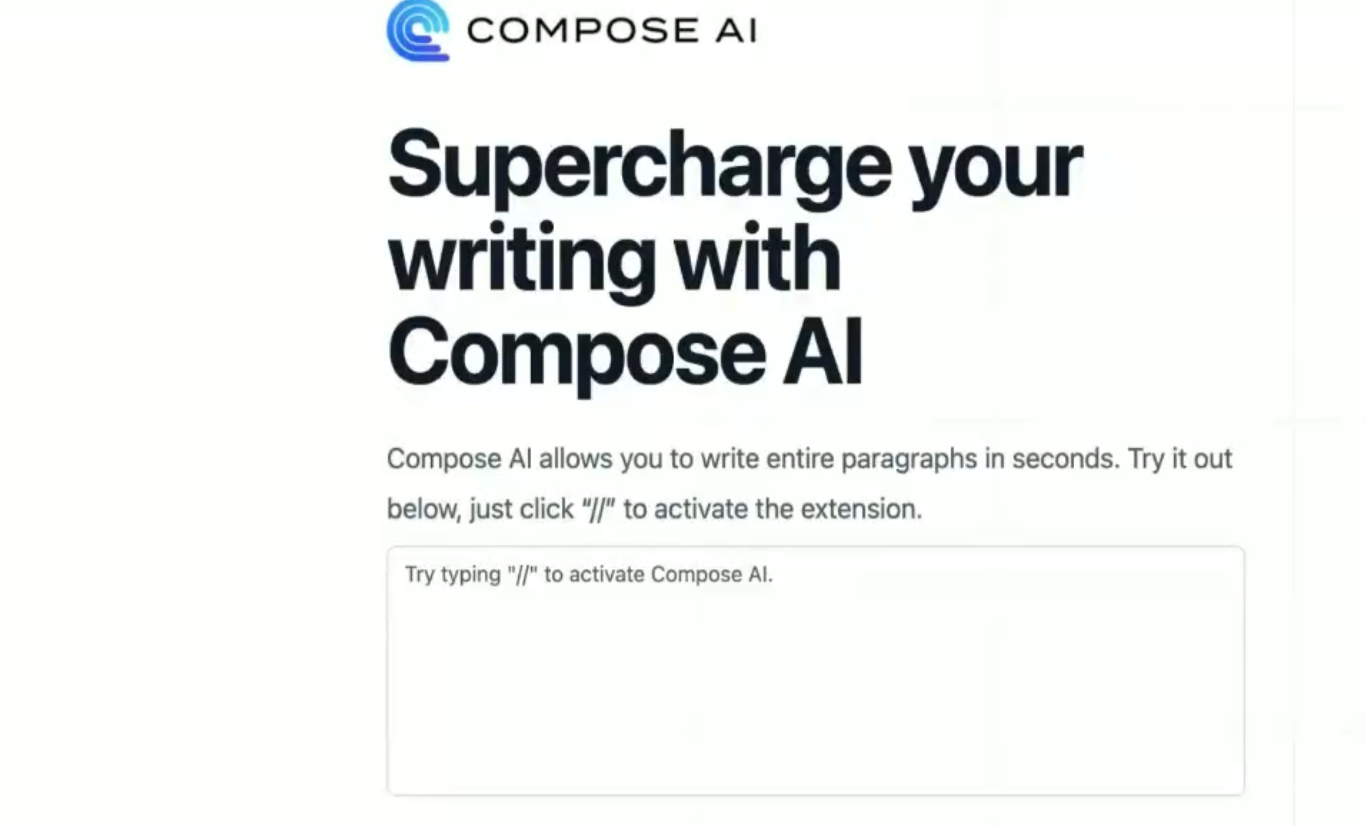 COMPOSE AI
Supercharge your
writing with
Compose AI
Compose AI allows you to write entire paragraphs in seconds. Try it out
below, just click “//” to activate the extension.
Try typing "//" to activate Compose AI.